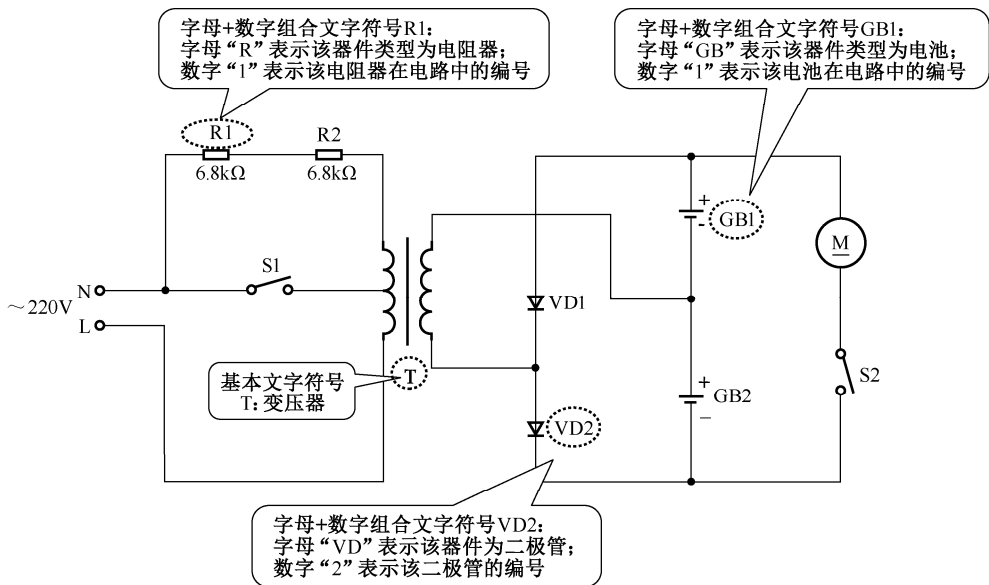 字母+数字组合文字符号R1：
字母“R”表示该器件类型为电阻器；
数字“1”表示该电阻器在电路中的编号
字母+数字组合文字符号GB1：
字母“GB”表示该器件类型为电池；
数字“1”表示该电池在电路中的编号
R1
R2
6.8kΩ
6.8kΩ
+
-
GB1
M
S1
N
～220V
L
VD1
T
基本文字符号
T：变压器
+
GB2
−
S2
VD2
字母+数字组合文字符号VD2：
字母“VD”表示该器件为二极管；
数字“2”表示该二极管的编号